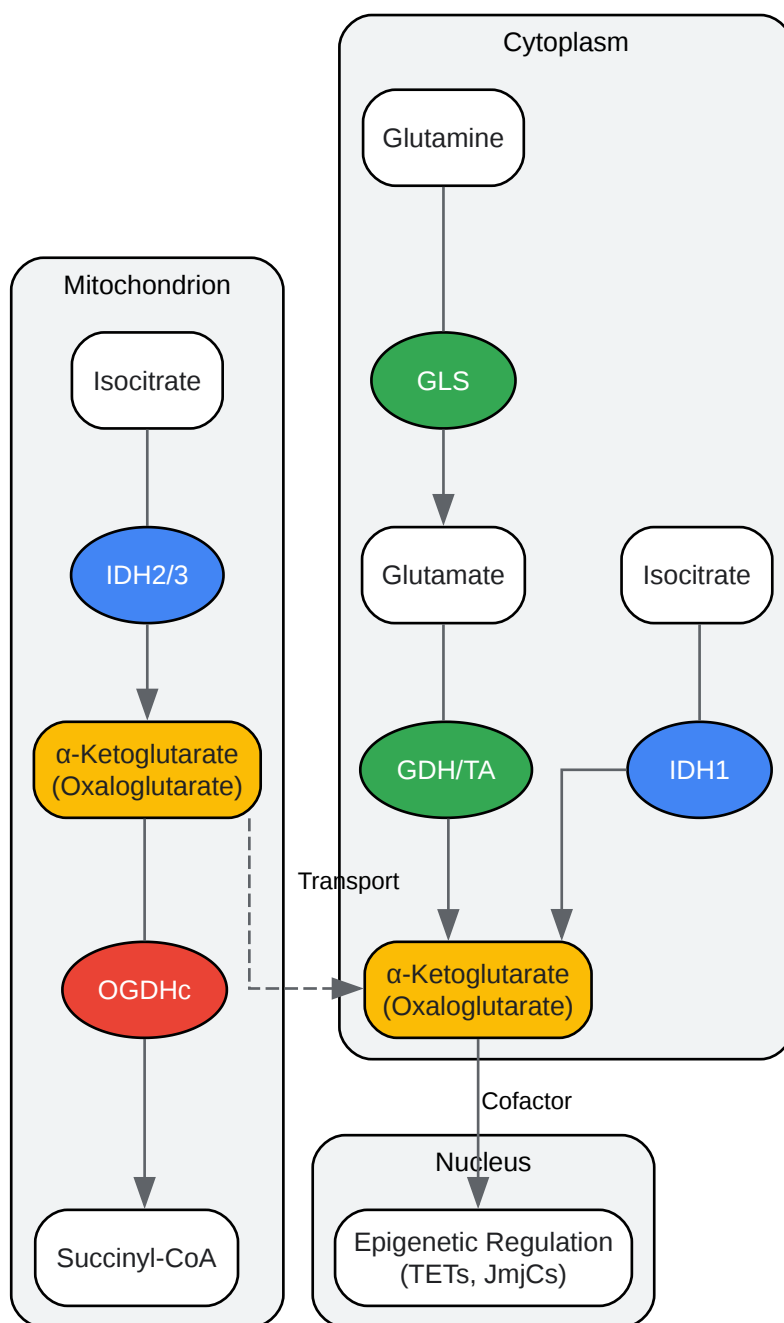 Cytoplasm
Glutamine
GLS
Glutamate
Isocitrate
GDH/TA
IDH1
α-Ketoglutarate
(Oxaloglutarate)
Mitochondrion
Isocitrate
IDH2/3
α-Ketoglutarate
(Oxaloglutarate)
Transport
OGDHc
Succinyl-CoA
Cofactor
Nucleus
Epigenetic Regulation
(TETs, JmjCs)